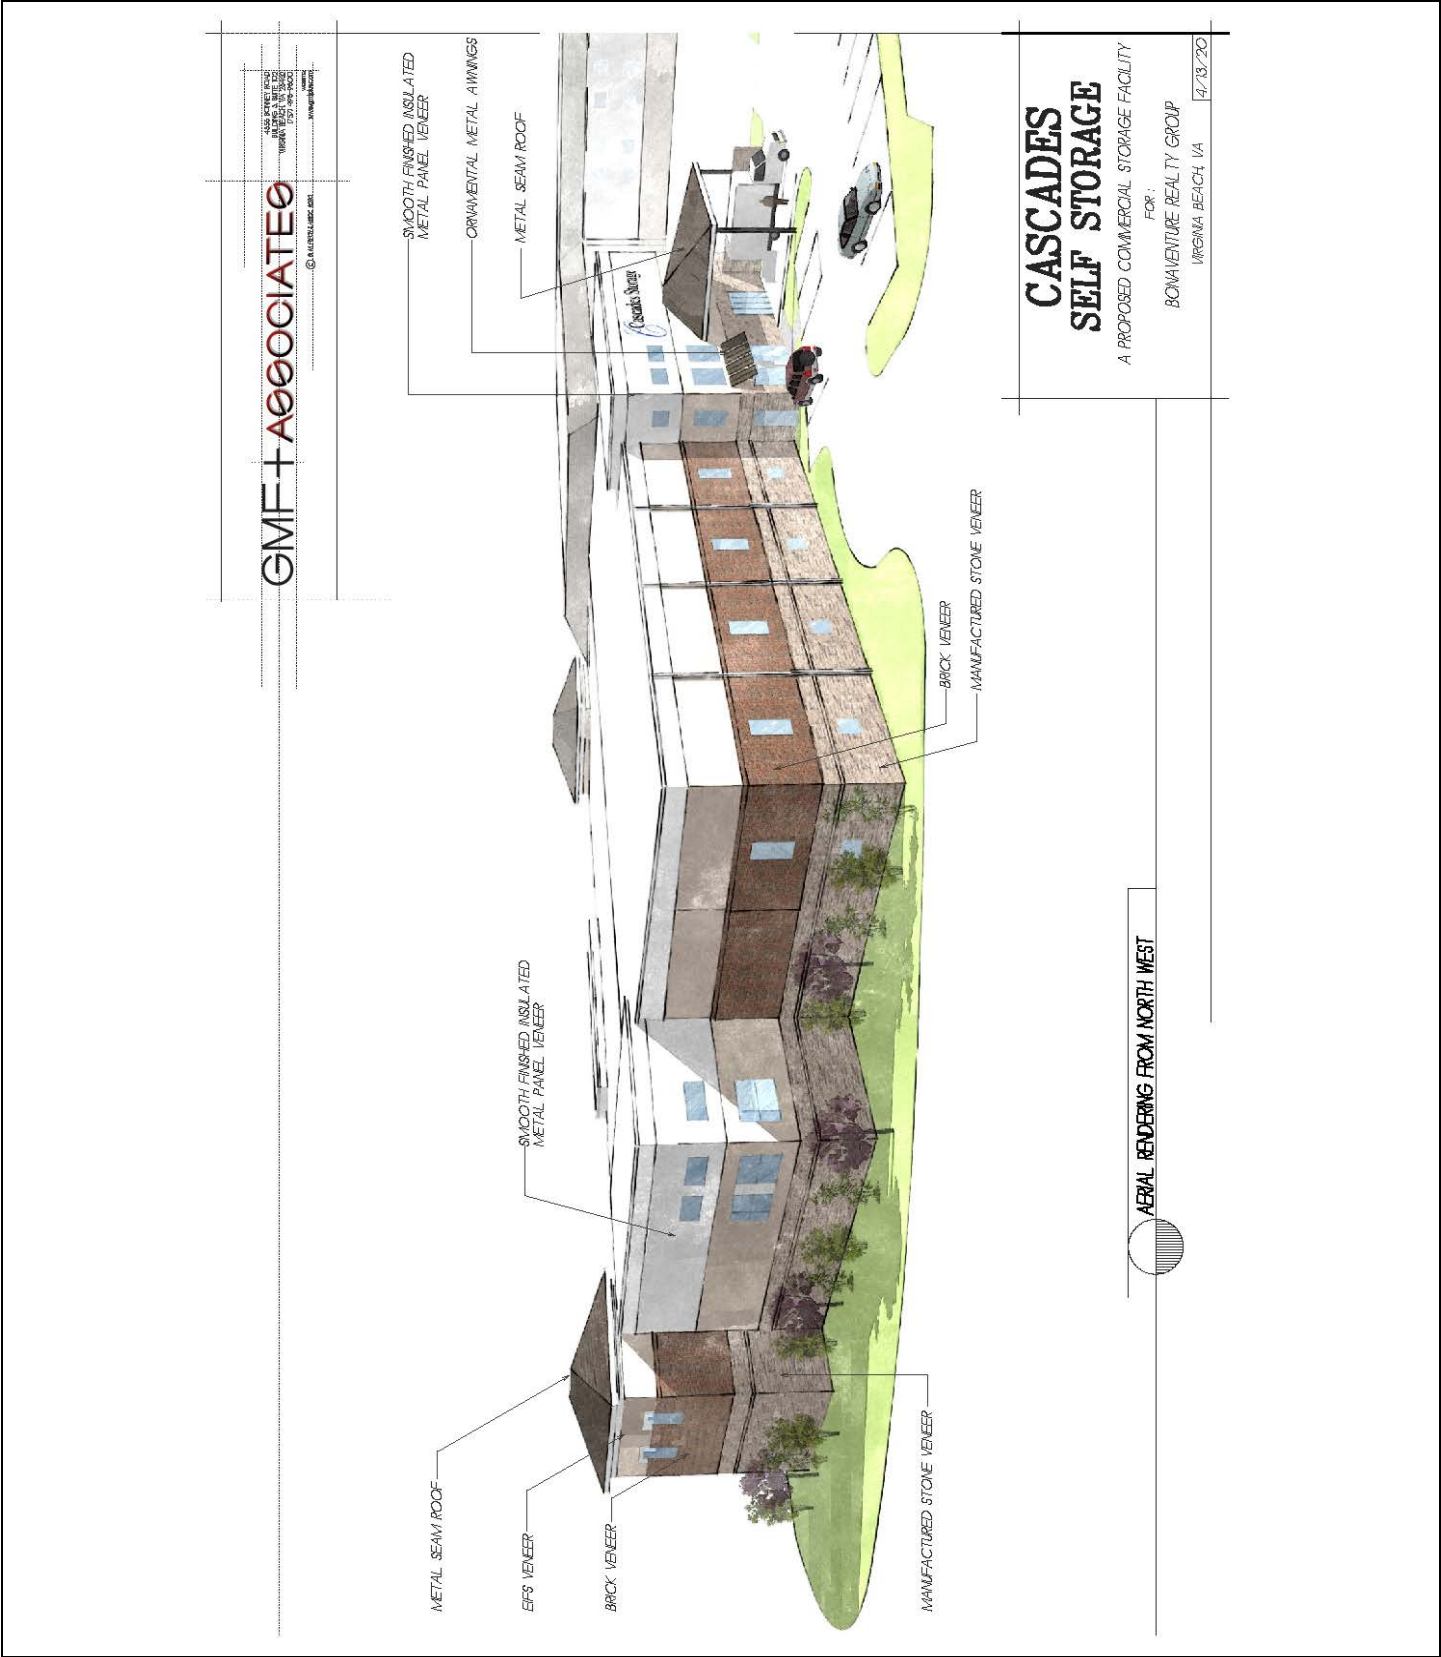 GMF+ ASSOCIATES
VIRGINIA BEACH, VA
SMOOTH FINISHED INSULATED
METAL PANEL VENEER
ORNAMENTAL METAL AWNINGS
METAL SEAM ROOF
Cascades Storage
SMOOTH FINISHED INSULATED
METAL PANEL VENEER
METAL SEAM ROOF
EIFS VENEER
BRICK VENEER
MANUFACTURED STONE VENEER
BRICK VENEER
MANUFACTURED STONE VENEER
AERIAL RENDERING FROM NORTH WEST
CASCADES
SELF STORAGE
A PROPOSED COMMERCIAL STORAGE FACILITY
FOR :
BONAVENTURE REALTY GROUP
VIRGINIA BEACH, VA
4/13/20